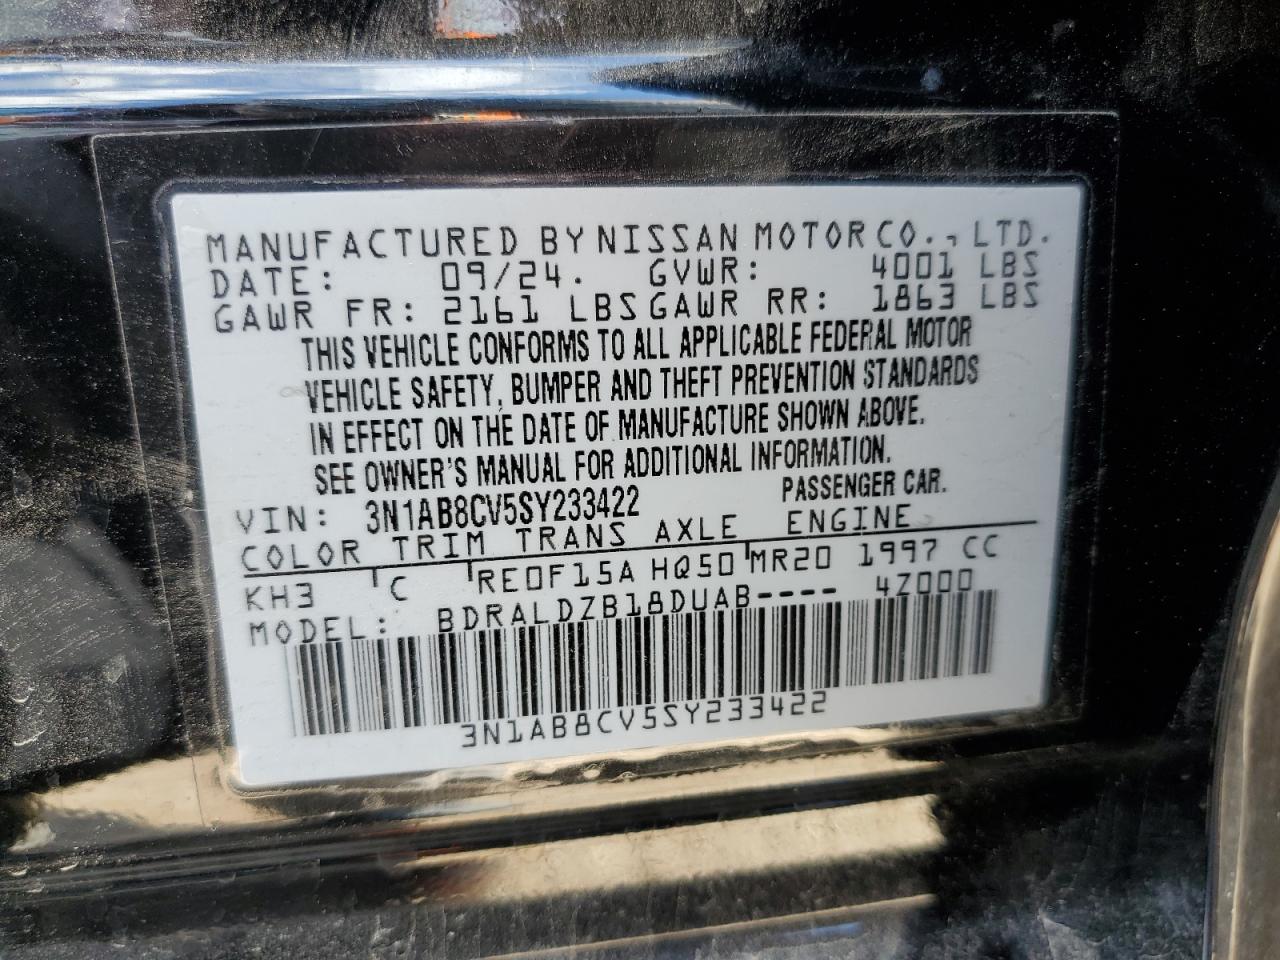 MANUFACTURED BY NISSAN MOTOR CO., LTD.
DATE: 09/24. GVWR: 4001 LBS
GAWR FR: 2161 LBS GAWR RR: 1863 LBS
THIS VEHICLE CONFORMS TO ALL APPLICABLE FEDERAL MOTOR
VEHICLE SAFETY, BUMPER AND THEFT PREVENTION STANDARDS
IN EFFECT ON THE DATE OF MANUFACTURE SHOWN ABOVE.
SEE OWNER'S MANUAL FOR ADDITIONAL INFORMATION.
VIN: 3N1AB8CV5SY233422 PASSENGER CAR.
COLOR TRIM TRANS AXLE ENGINE
KH3 C RE0F15A HQ50 MR20 1997 CC
MODEL: BDRALDZB18DUAB---- 4Z000
3N1AB8CV5SY233422